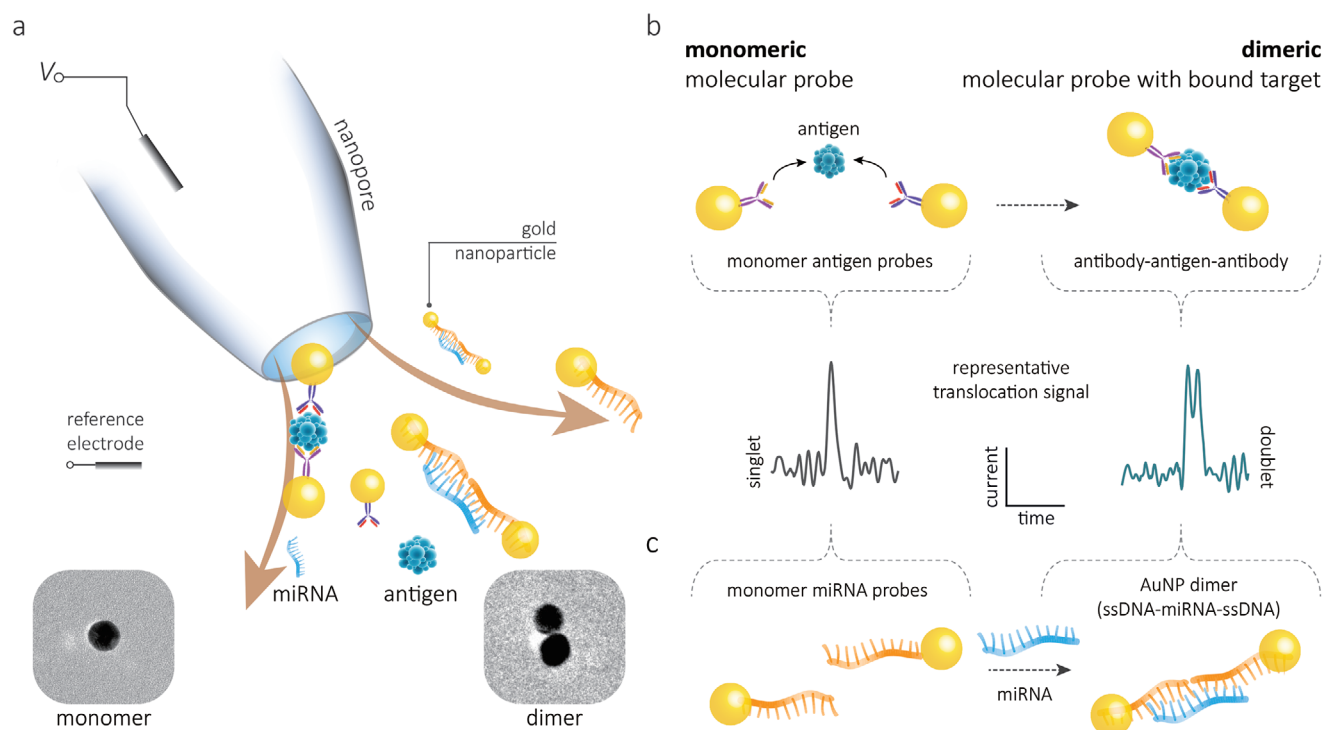 a
V
nanopore
gold
nanoparticle
reference
electrode
miRNA
antigen
monomer
dimer
b
monomeric
molecular probe
dimeric
molecular probe with bound target
antigen
monomer antigen probes
antibody-antigen-antibody
representative
translocation signal
singlet
current
time
doublet
c
monomer miRNA probes
AuNP dimer
(ssDNA-miRNA-ssDNA)
miRNA